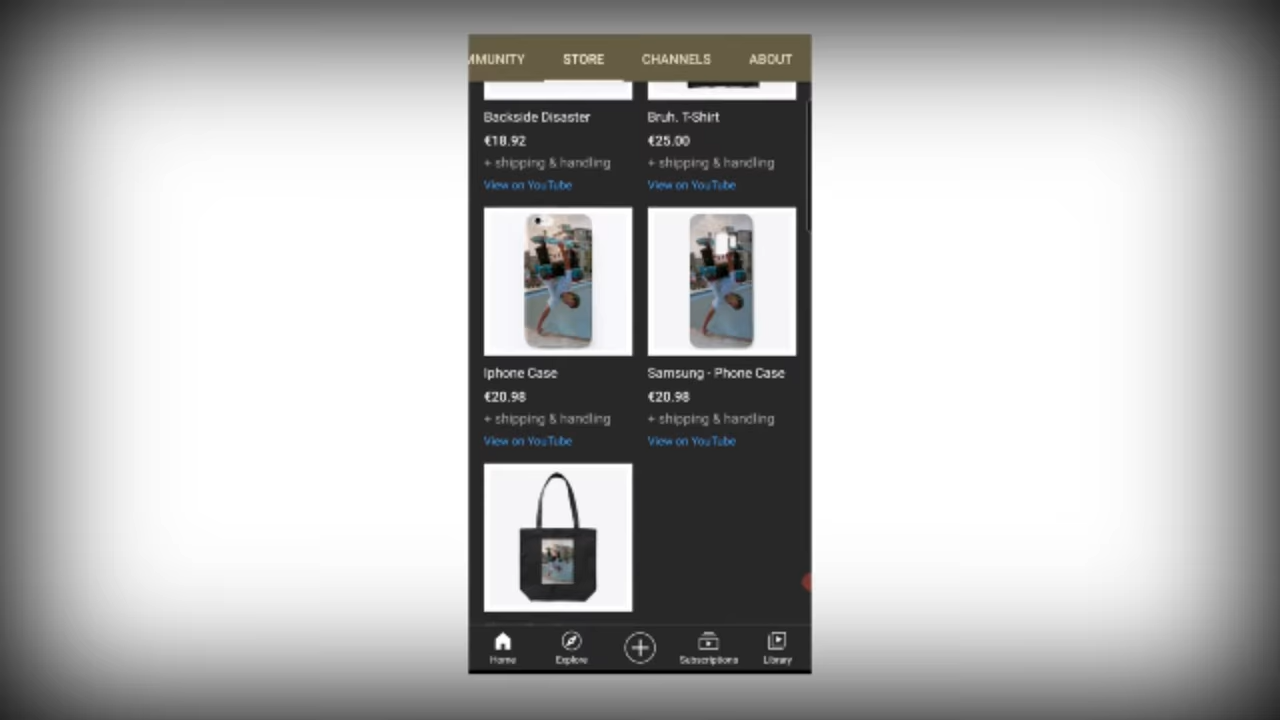 MMUNITY STORE CHANNELS ABOUT
Backside Disaster Bruh. T-Shirt
€18.92 €25.00
+ shipping & handling + shipping & handling
View on YouTube View on YouTube
Iphone Case Samsung - Phone Case
€20.98 €20.98
+ shipping & handling + shipping & handling
View on YouTube View on YouTube
Home Explore Subscriptions Library